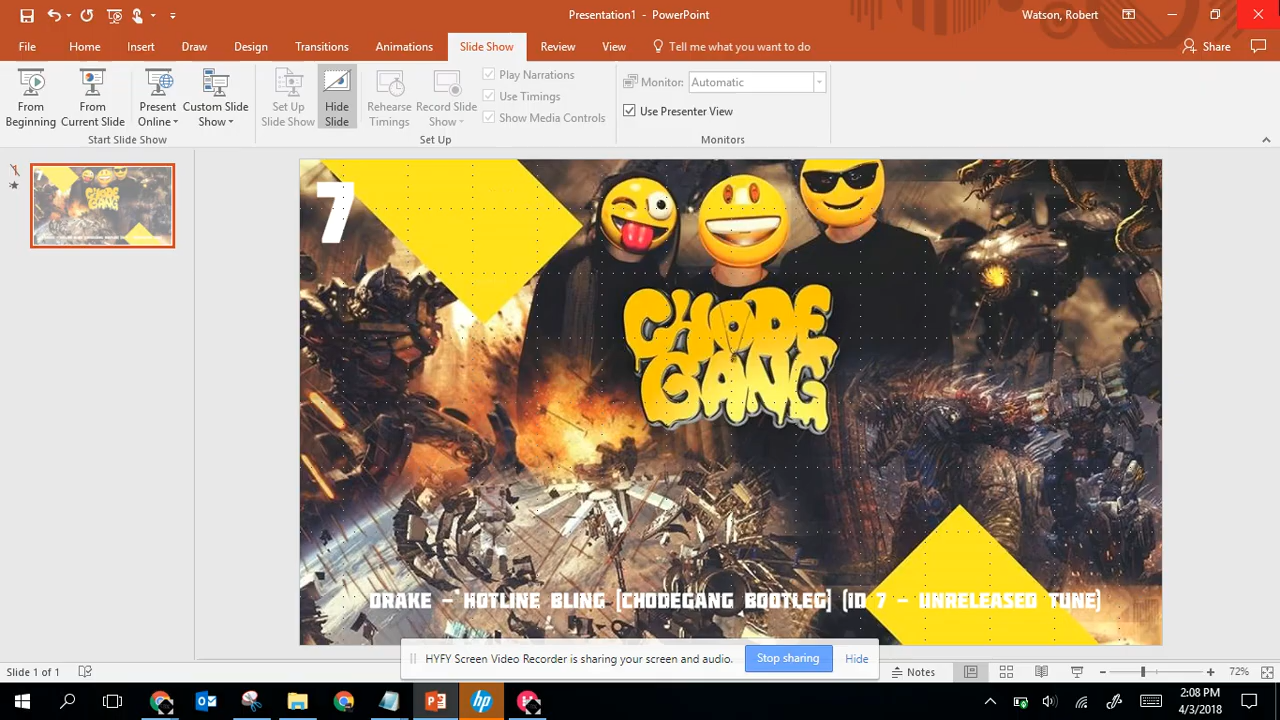 Presentation1 - PowerPoint
Watson, Robert
File Home Insert Draw Design Transitions Animations Slide Show Review View Tell me what you want to do Share
From Beginning
From Current Slide
Present Online
Custom Slide Show
Start Slide Show
Set Up Slide Show
Hide Slide
Rehearse Timings
Record Slide Show
Play Narrations
Use Timings
Show Media Controls
Set Up
Monitor: Automatic
Use Presenter View
Monitors
7
7
CHODE
GANG
CHODE
GANG
DRAKE - HOTLINE BLING [CHODEGANG BOOTLEG] (ID 7 - UNRELEASED TUNE)
HYFY Screen Video Recorder is sharing your screen and audio. Stop sharing Hide
Slide 1 of 1
Notes
72%
hp
2:08 PM
4/3/2018